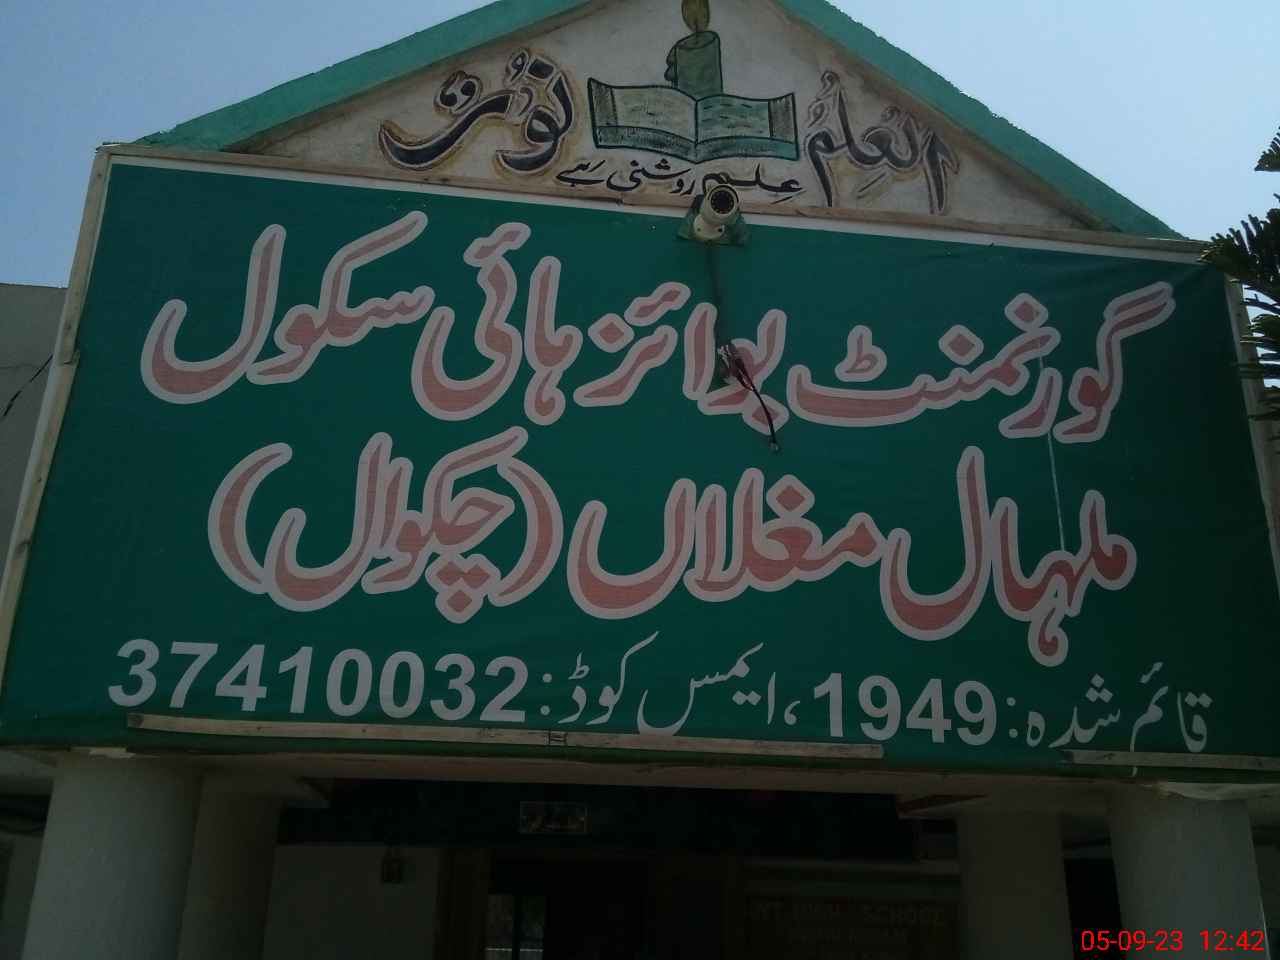 العلمُ نورٌ
علم روشنی ہے
گورنمنٹ بوائز ہائی سکول
ملہال مغلاں (چکوال)
قائم شدہ: 1949، ایمس کوڈ: 37410032
05-09-23 12:42